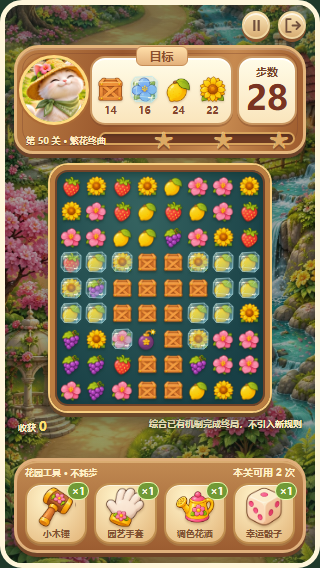 目标
步数
28
14 16 24 22
第 50 关 • 繁花终曲
收获 0
综合已有机制完成终局，不引入新规则
花园工具 • 不耗步
本关可用 2 次
×1 ×1 ×1 ×1
小木锤 园艺手套 调色花洒 幸运骰子